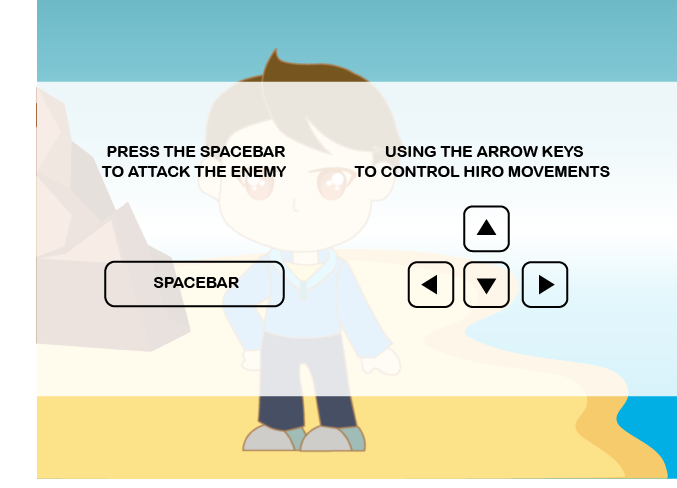 PRESS THE SPACEBAR
TO ATTACK THE ENEMY
USING THE ARROW KEYS
TO CONTROL HIRO MOVEMENTS
SPACEBAR